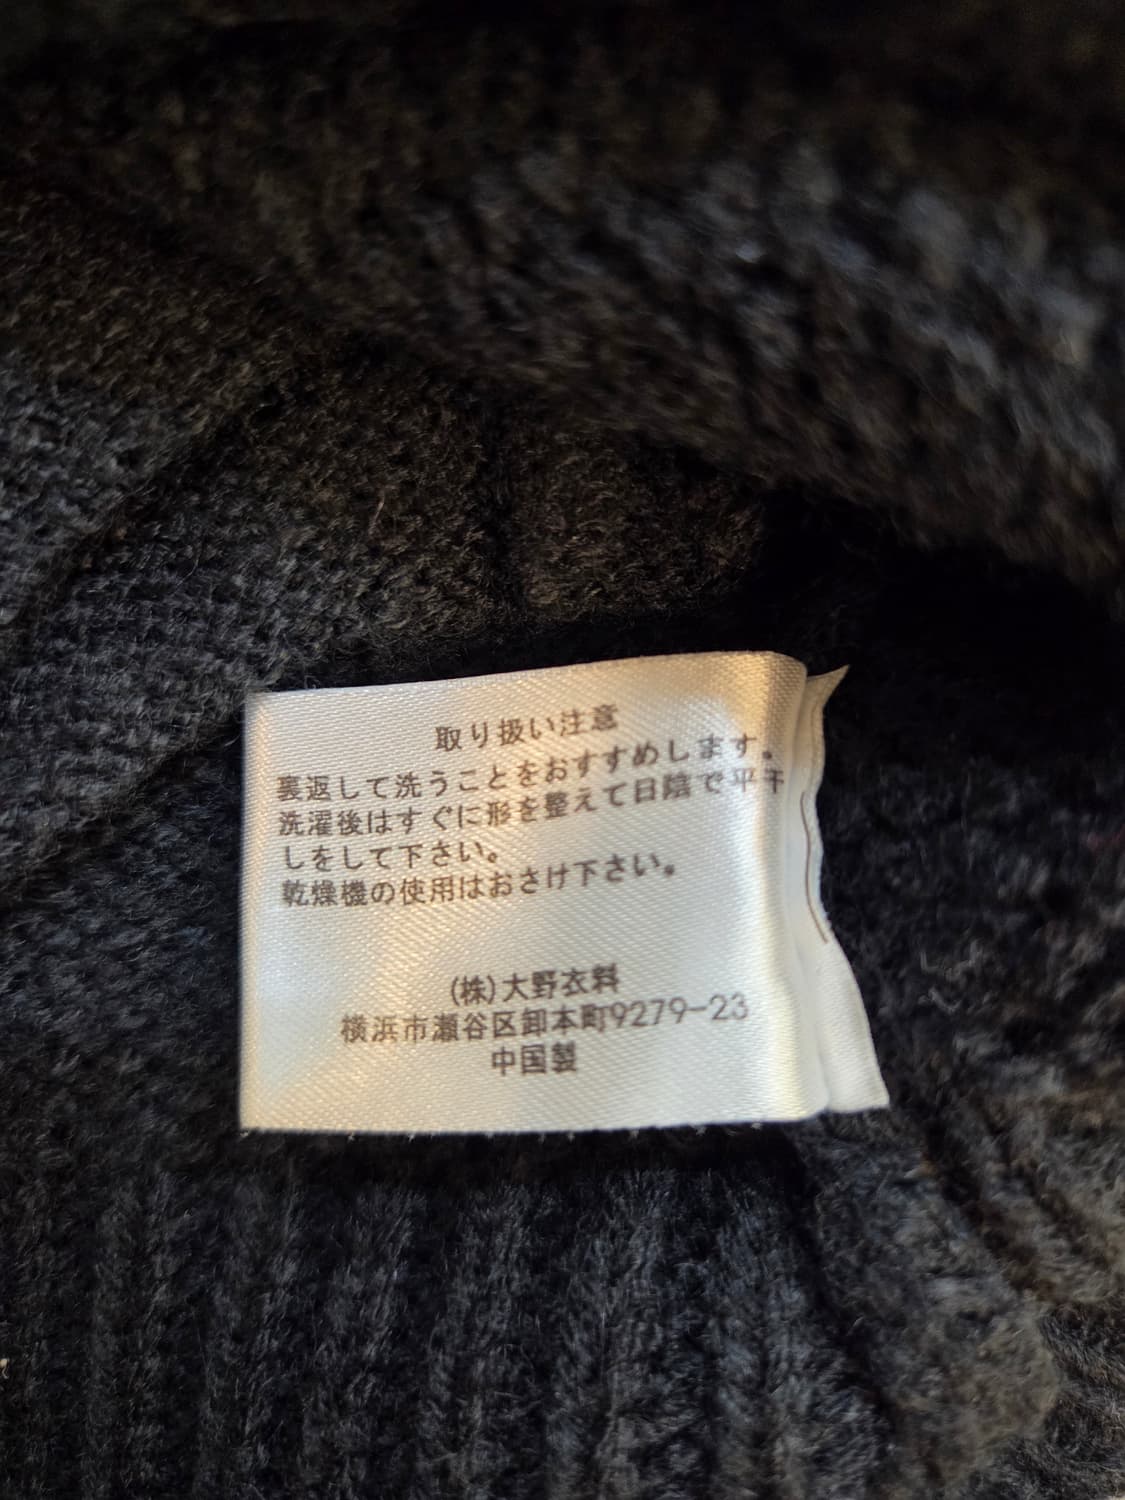 取り扱い注意
裏返して洗うことをおすすめします。
洗濯後はすぐに形を整えて日陰で平干
しをして下さい。
乾燥機の使用はおさけ下さい。
(株)大野衣料
横浜市瀬谷区卸本町9279-23
中国製